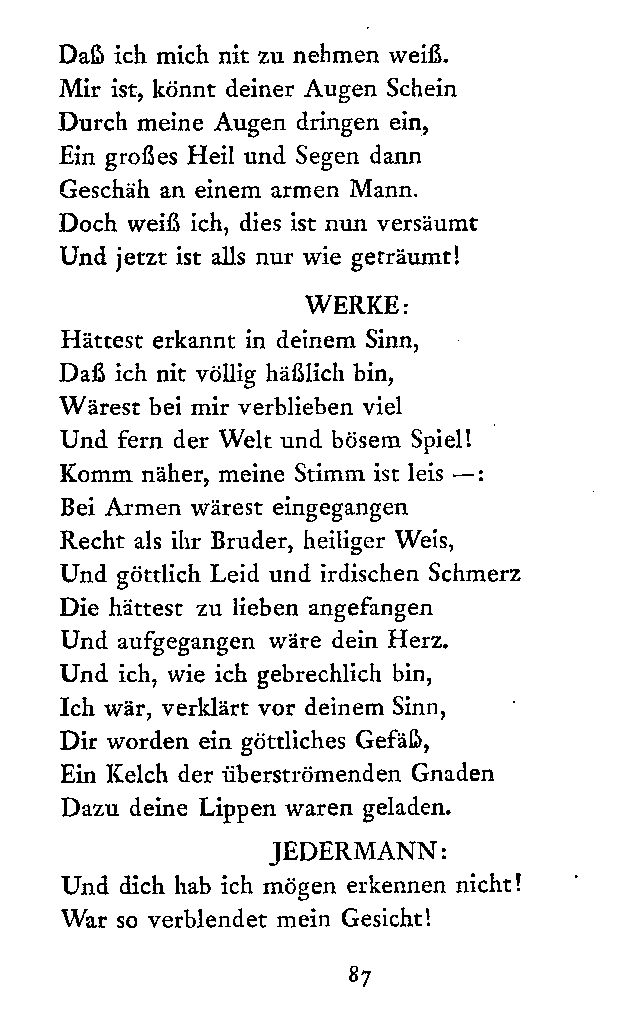 Daß ich mich nit zu nehmen weiß.
Mir ist, könnt deiner Augen Schein
Durch meine Augen dringen ein,
Ein großes Heil und Segen dann
Geschäh an einem armen Mann.
Doch weiß ich, dies ist nun versäumt
Und jetzt ist alls nur wie geträumt!
WERKE:
Hättest erkannt in deinem Sinn,
Daß ich nit völlig häßlich bin,
Wärest bei mir verblieben viel
Und fern der Welt und bösem Spiel!
Komm näher, meine Stimm ist leis —:
Bei Armen wärest eingegangen
Recht als ihr Bruder, heiliger Weis,
Und göttlich Leid und irdischen Schmerz
Die hättest zu lieben angefangen
Und aufgegangen wäre dein Herz.
Und ich, wie ich gebrechlich bin,
Ich wär, verklärt vor deinem Sinn,
Dir worden ein göttliches Gefäß,
Ein Kelch der überströmenden Gnaden
Dazu deine Lippen waren geladen.
JEDERMANN:
Und dich hab ich mögen erkennen nicht!
War so verblendet mein Gesicht!
87